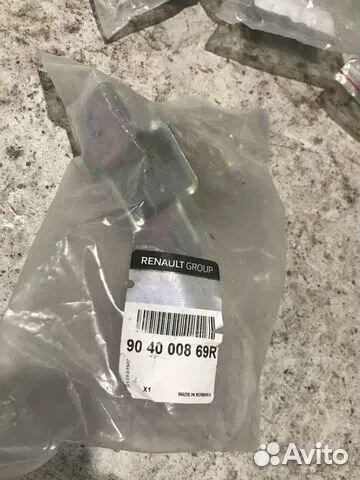 RENAULT GROUP
90 40 008 69R
X1
MADE IN ROMANIA
Avito